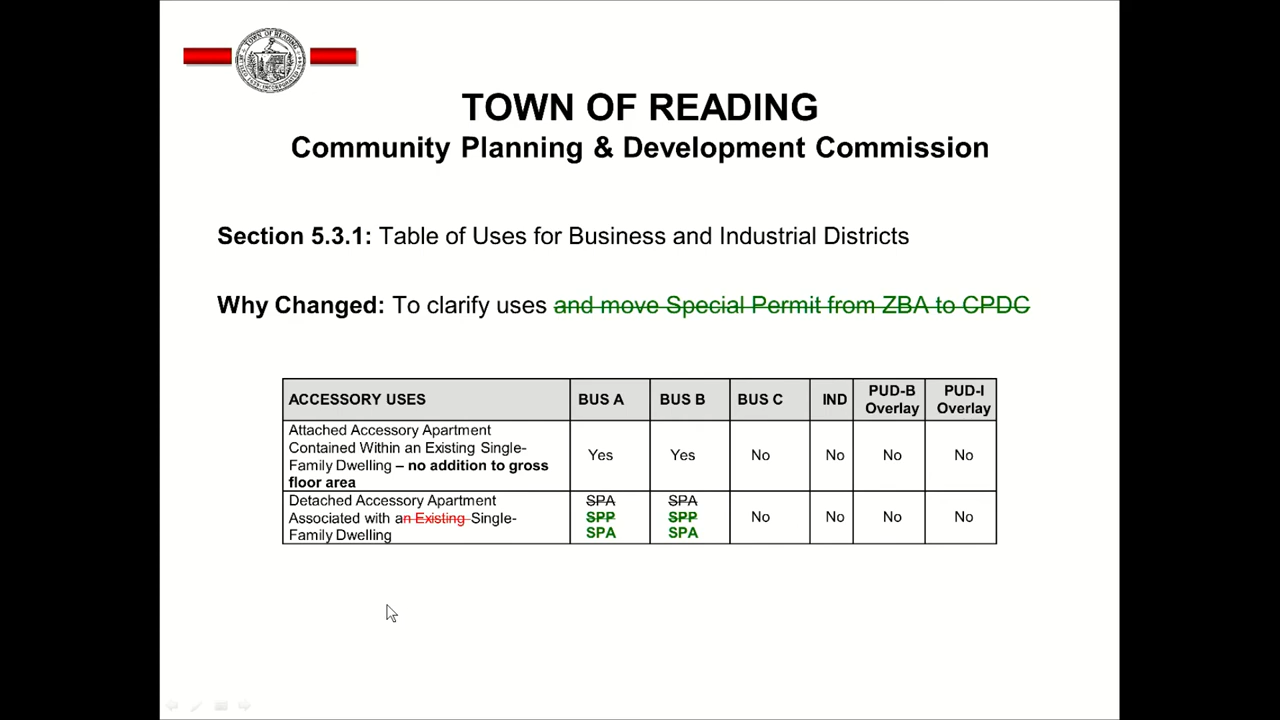 TOWN OF READING
TOWN OF READING
Community Planning & Development Commission
Section 5.3.1: Table of Uses for Business and Industrial Districts
Why Changed: To clarify uses and move Special Permit from ZBA to CPDC
ACCESSORY USES BUS A BUS B BUS C IND PUD-B Overlay PUD-I Overlay
Attached Accessory Apartment
Contained Within an Existing Single-
Family Dwelling – no addition to gross
floor area
Yes Yes No No No No
Detached Accessory Apartment
Associated with an Existing Single-
Family Dwelling
SPA SPA
SPP SPP No No No No
SPA SPA